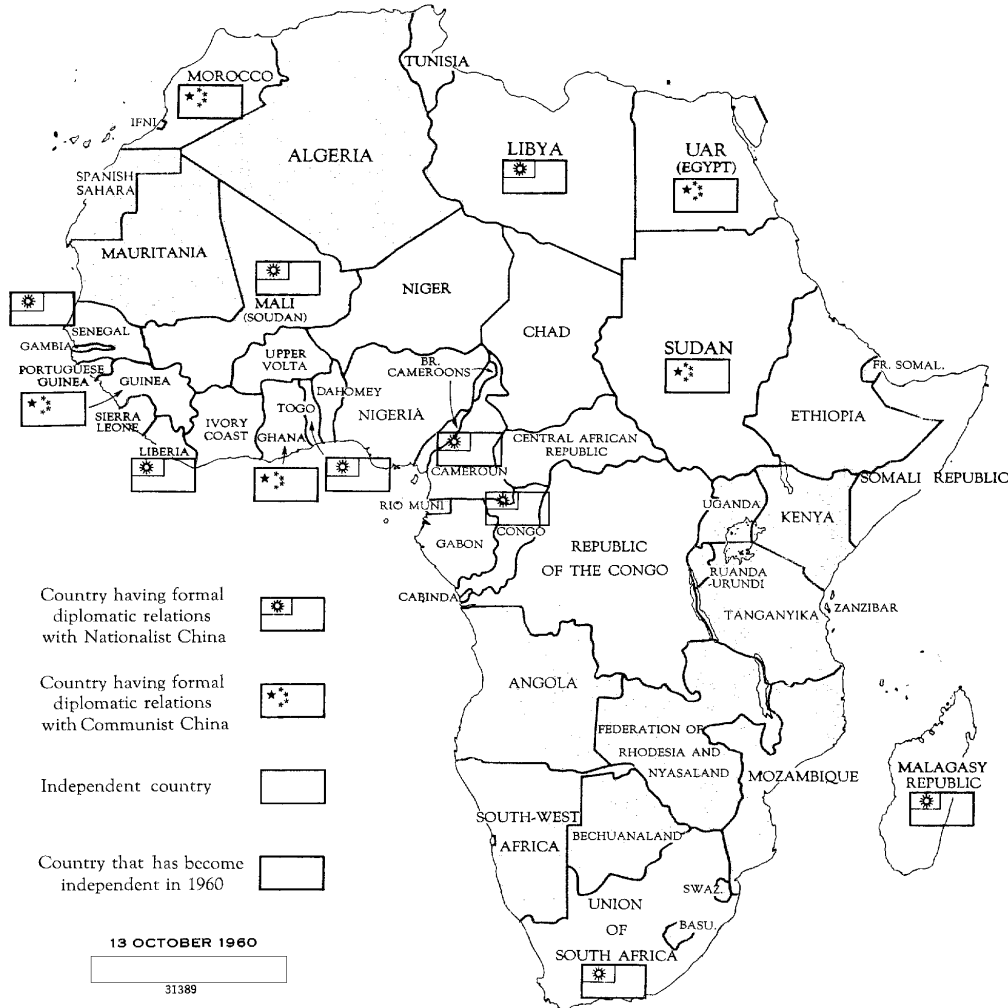 TUNISIA
MOROCCO
IFNI
ALGERIA
LIBYA
UAR
(EGYPT)
SPANISH
SAHARA
MAURITANIA
MALI
(SOUDAN)
NIGER
CHAD
SUDAN
FR. SOMAL.
SENEGAL
GAMBIA
PORTUGUESE
GUINEA
GUINEA
SIERRA
LEONE
LIBERIA
IVORY
COAST
UPPER
VOLTA
GHANA
TOGO
DAHOMEY
NIGERIA
BR.
CAMEROONS
CAMEROUN
CENTRAL AFRICAN
REPUBLIC
ETHIOPIA
SOMALI REPUBLIC
RIO MUNI
GABON
CONGO
CABINDA
REPUBLIC
OF THE CONGO
UGANDA
KENYA
RUANDA
-URUNDI
TANGANYIKA
ZANZIBAR
ANGOLA
FEDERATION OF
RHODESIA AND
NYASALAND
MOZAMBIQUE
MALAGASY
REPUBLIC
SOUTH-WEST
AFRICA
BECHUANALAND
SWAZ.
BASU.
UNION
OF
SOUTH AFRICA
Country having formal
diplomatic relations
with Nationalist China
Country having formal
diplomatic relations
with Communist China
Independent country
Country that has become
independent in 1960
13 OCTOBER 1960
31389